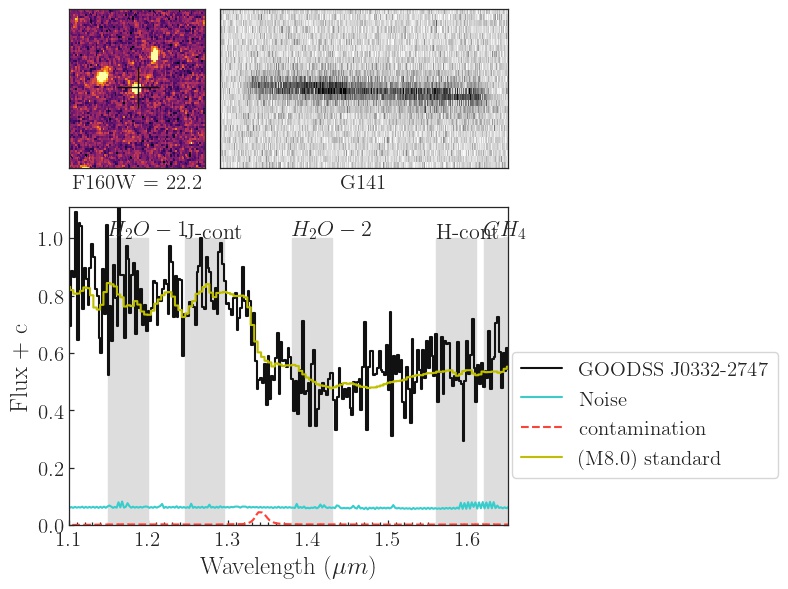 F160W = 22.2
G141
H₂O − 1
J-cont
H₂O − 2
H-cont
CH₄
1.0
0.8
0.6
0.4
0.2
0.0
Flux + c
1.1
1.2
1.3
1.4
1.5
1.6
Wavelength (μm)
GOODSS J0332-2747
Noise
contamination
(M8.0) standard